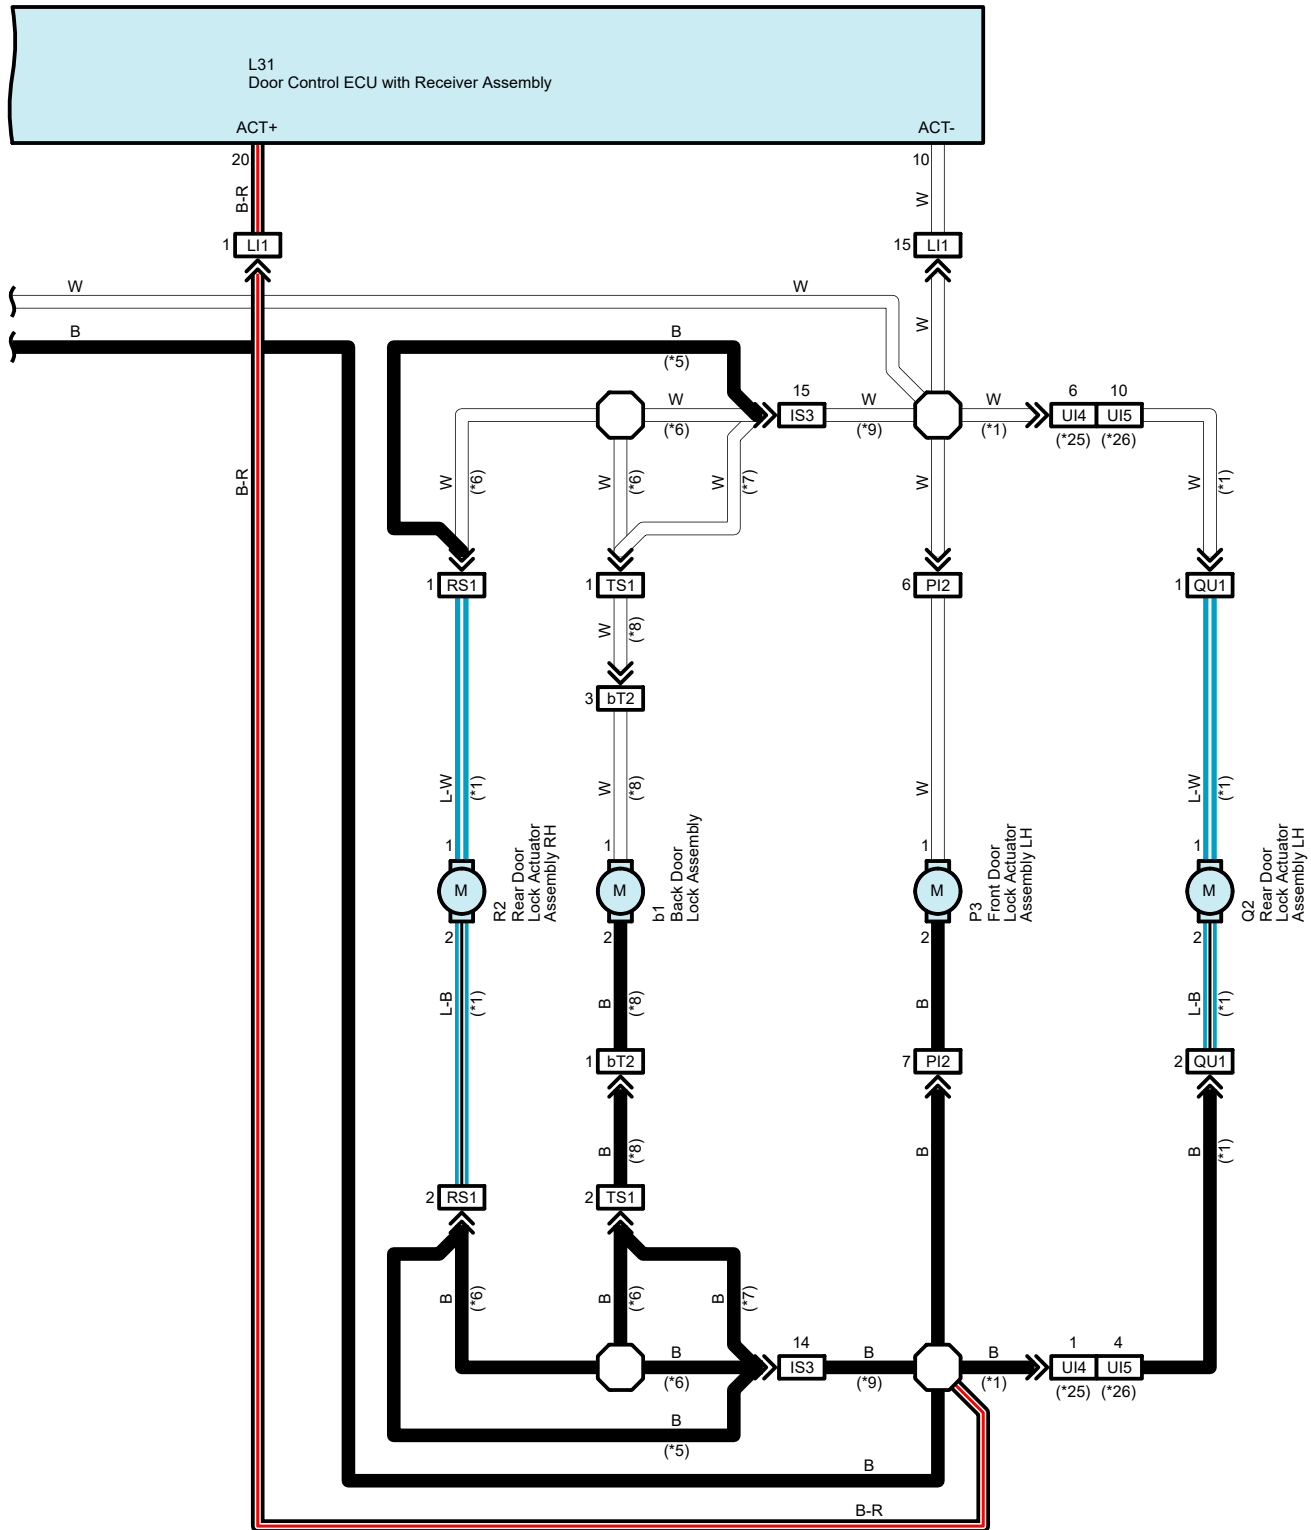 L31
Door Control ECU with Receiver Assembly
ACT+
ACT-
20
10
B-R
W
1
LI1
15
LI1
W
W
B
B
(*5)
W
W
(*6)
15
IS3
W
(*9)
W
(*1)
6
10
UI4
UI5
(*25)
(*26)
B-R
W
(*6)
W
(*6)
W
(*7)
W
W
(*1)
1
RS1
1
TS1
6
PI2
1
QU1
W
(*8)
3
bT2
L-W
(*1)
W
(*8)
W
L-W
(*1)
1
1
1
1
M
M
M
M
2
2
2
2
R2
Rear Door
Lock Actuator
Assembly RH
b1
Back Door
Lock Assembly
P3
Front Door
Lock Actuator
Assembly LH
Q2
Rear Door
Lock Actuator
Assembly LH
L-B
(*1)
B
(*8)
B
L-B
(*1)
1
bT2
7
PI2
2
QU1
B
(*8)
B
B
(*1)
2
RS1
2
TS1
B
(*6)
B
(*6)
B
(*7)
B
(*6)
14
IS3
B
(*9)
B
(*1)
1
4
UI4
UI5
(*25)
(*26)
B
(*5)
B
B-R